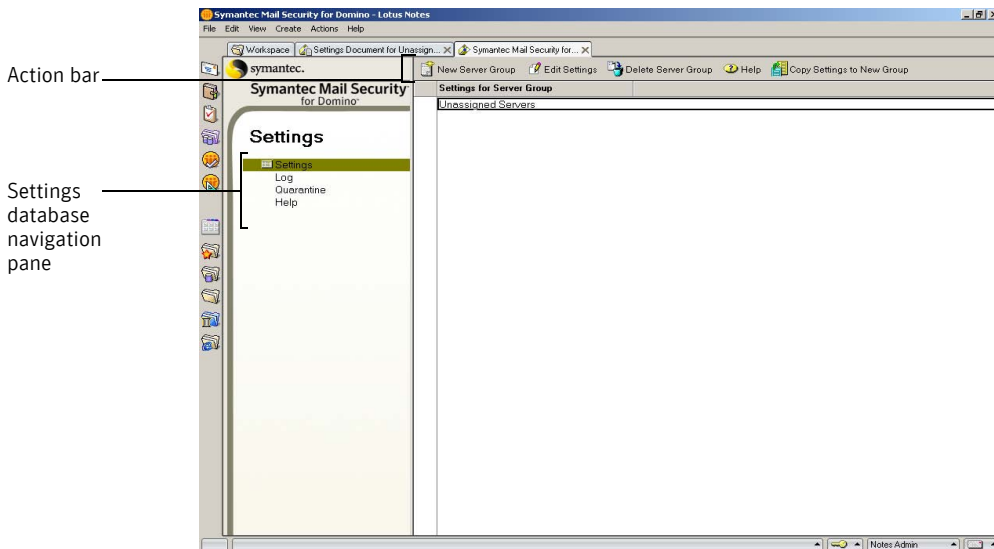 Symantec Mail Security for Domino - Lotus Notes
File Edit View Create Actions Help
Workspace Settings Document for Unassign... Symantec Mail Security for...
Action bar
symantec.
New Server Group Edit Settings Delete Server Group Help Copy Settings to New Group
Symantec Mail Security
for Domino
Settings for Server Group
Unassigned Servers
Settings
Settings
Log
Quarantine
Help
Settings
database
navigation
pane
Notes Admin